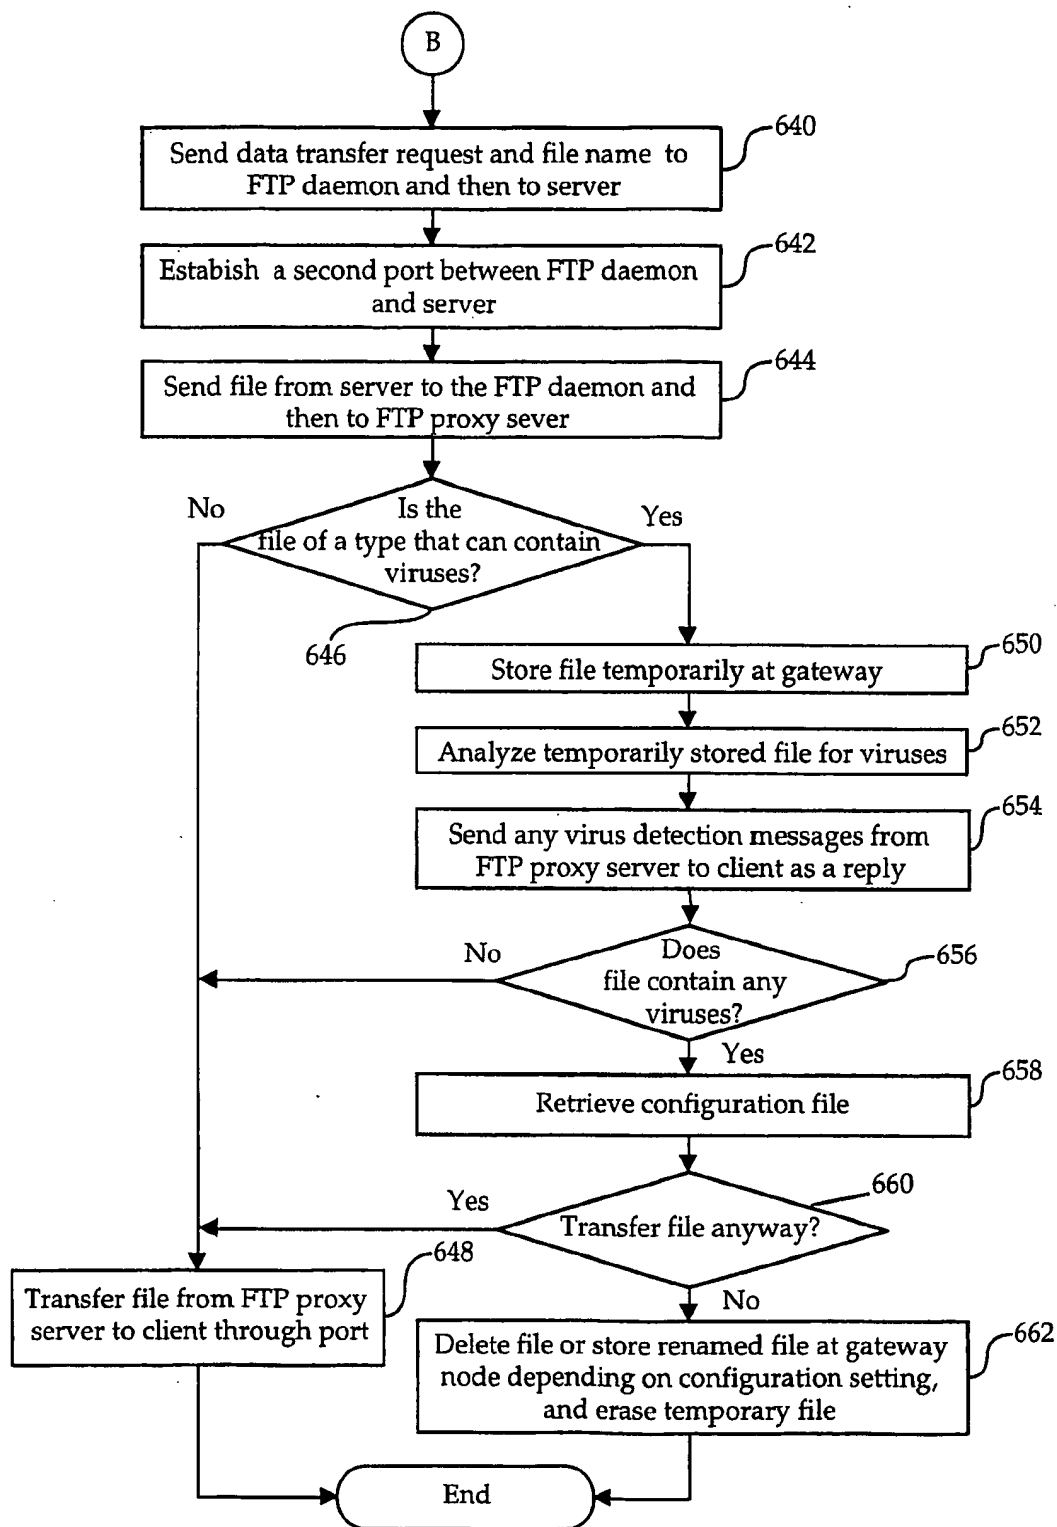 B
640
Send data transfer request and file name to
FTP daemon and then to server
642
Estabish a second port between FTP daemon
and server
644
Send file from server to the FTP daemon and
then to FTP proxy sever
No
Is the
file of a type that can contain
viruses?
Yes
646
650
Store file temporarily at gateway
652
Analyze temporarily stored file for viruses
654
Send any virus detection messages from
FTP proxy server to client as a reply
No
Does
file contain any
viruses?
656
Yes
658
Retrieve configuration file
660
Yes
Transfer file anyway?
648
Transfer file from FTP proxy
server to client through port
No
662
Delete file or store renamed file at gateway
node depending on configuration setting,
and erase temporary file
End